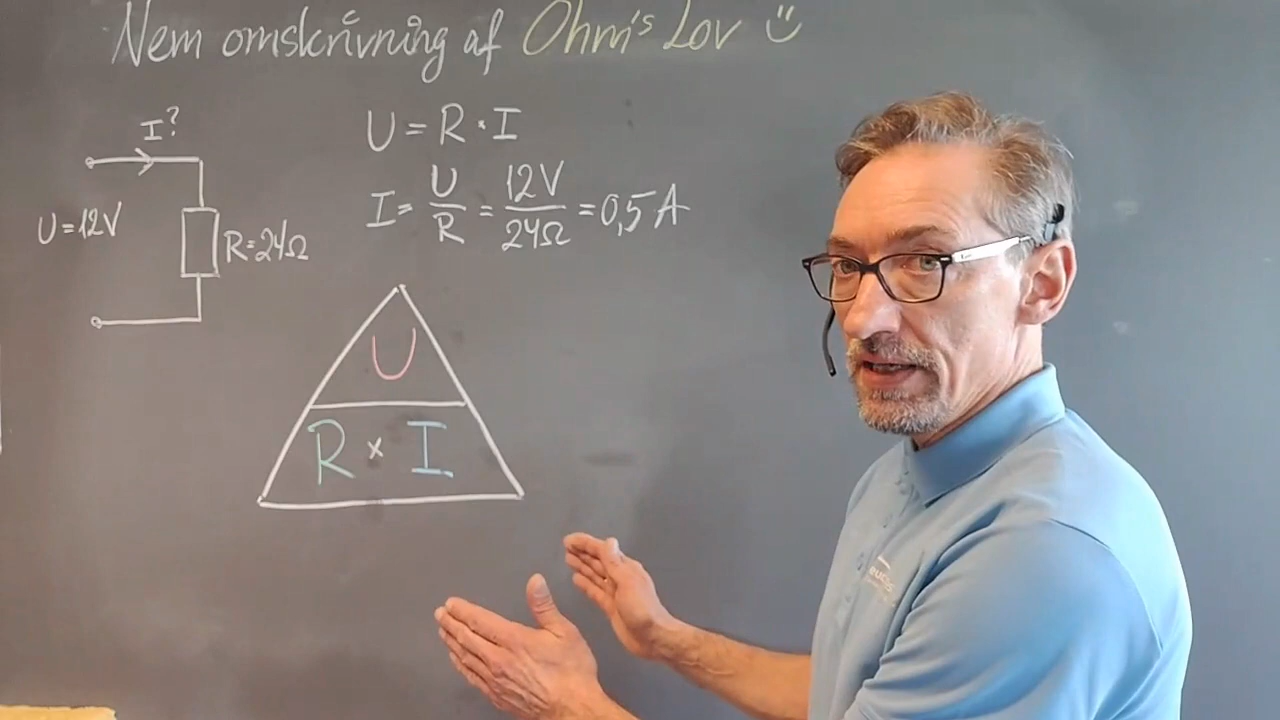 Nem omskrivning af Ohm's Lov
I?
U=12V
R=24Ω
U = R · I
I = U/R = 12V/24Ω = 0,5 A
U
R × I